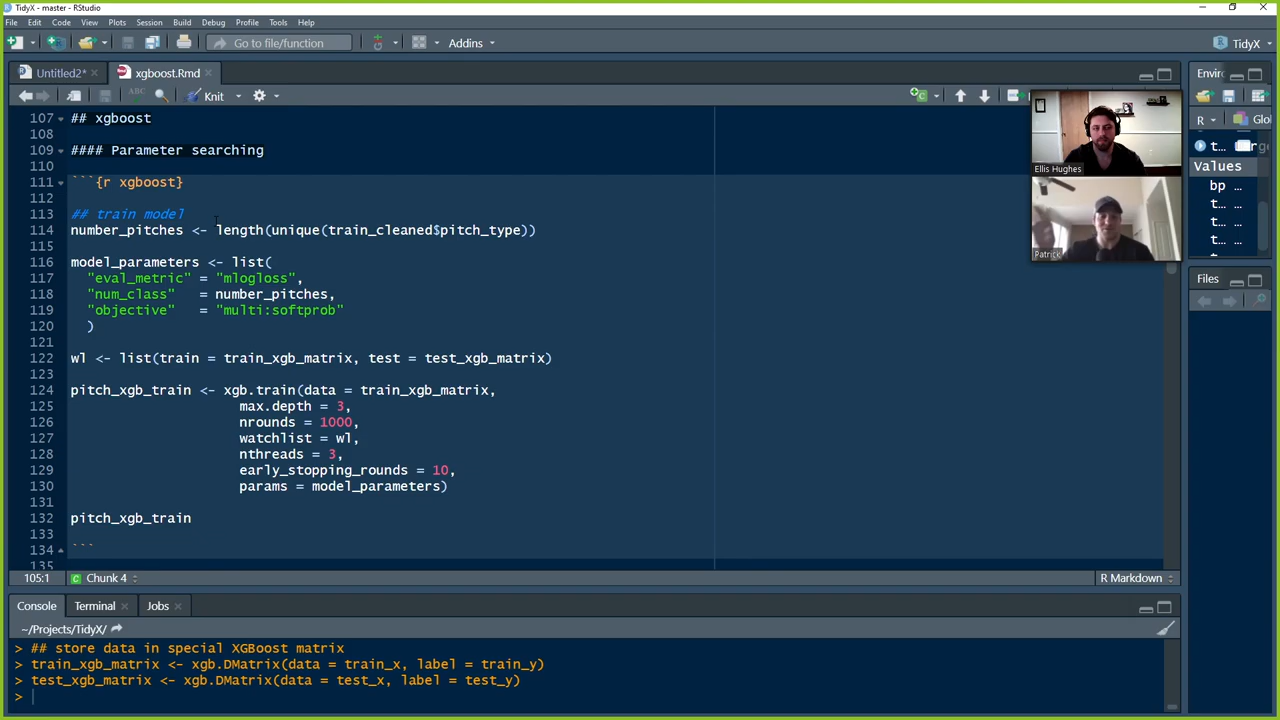 TidyX - master - RStudio
File Edit Code View Plots Session Build Debug Profile Tools Help
Go to file/function Addins TidyX
Untitled2* xgboost.Rmd
ABC Knit
107 ## xgboost
108
109 #### Parameter searching
110
111 ```{r xgboost}
112
113 ## train model
114 number_pitches <- length(unique(train_cleaned$pitch_type))
115
116 model_parameters <- list(
117 "eval_metric" = "mlogloss",
118 "num_class" = number_pitches,
119 "objective" = "multi:softprob"
120 )
121
122 wl <- list(train = train_xgb_matrix, test = test_xgb_matrix)
123
124 pitch_xgb_train <- xgb.train(data = train_xgb_matrix,
125 max.depth = 3,
126 nrounds = 1000,
127 watchlist = wl,
128 nthreads = 3,
129 early_stopping_rounds = 10,
130 params = model_parameters)
131
132 pitch_xgb_train
133
134 ```
135
105:1 Chunk 4 R Markdown
Console Terminal Jobs
~/Projects/TidyX/
> ## store data in special XGBoost matrix
> train_xgb_matrix <- xgb.DMatrix(data = train_x, label = train_y)
> test_xgb_matrix <- xgb.DMatrix(data = test_x, label = test_y)
>
Ellis Hughes
Patrick
R
Values
bp …
t…
t…
t…
Files